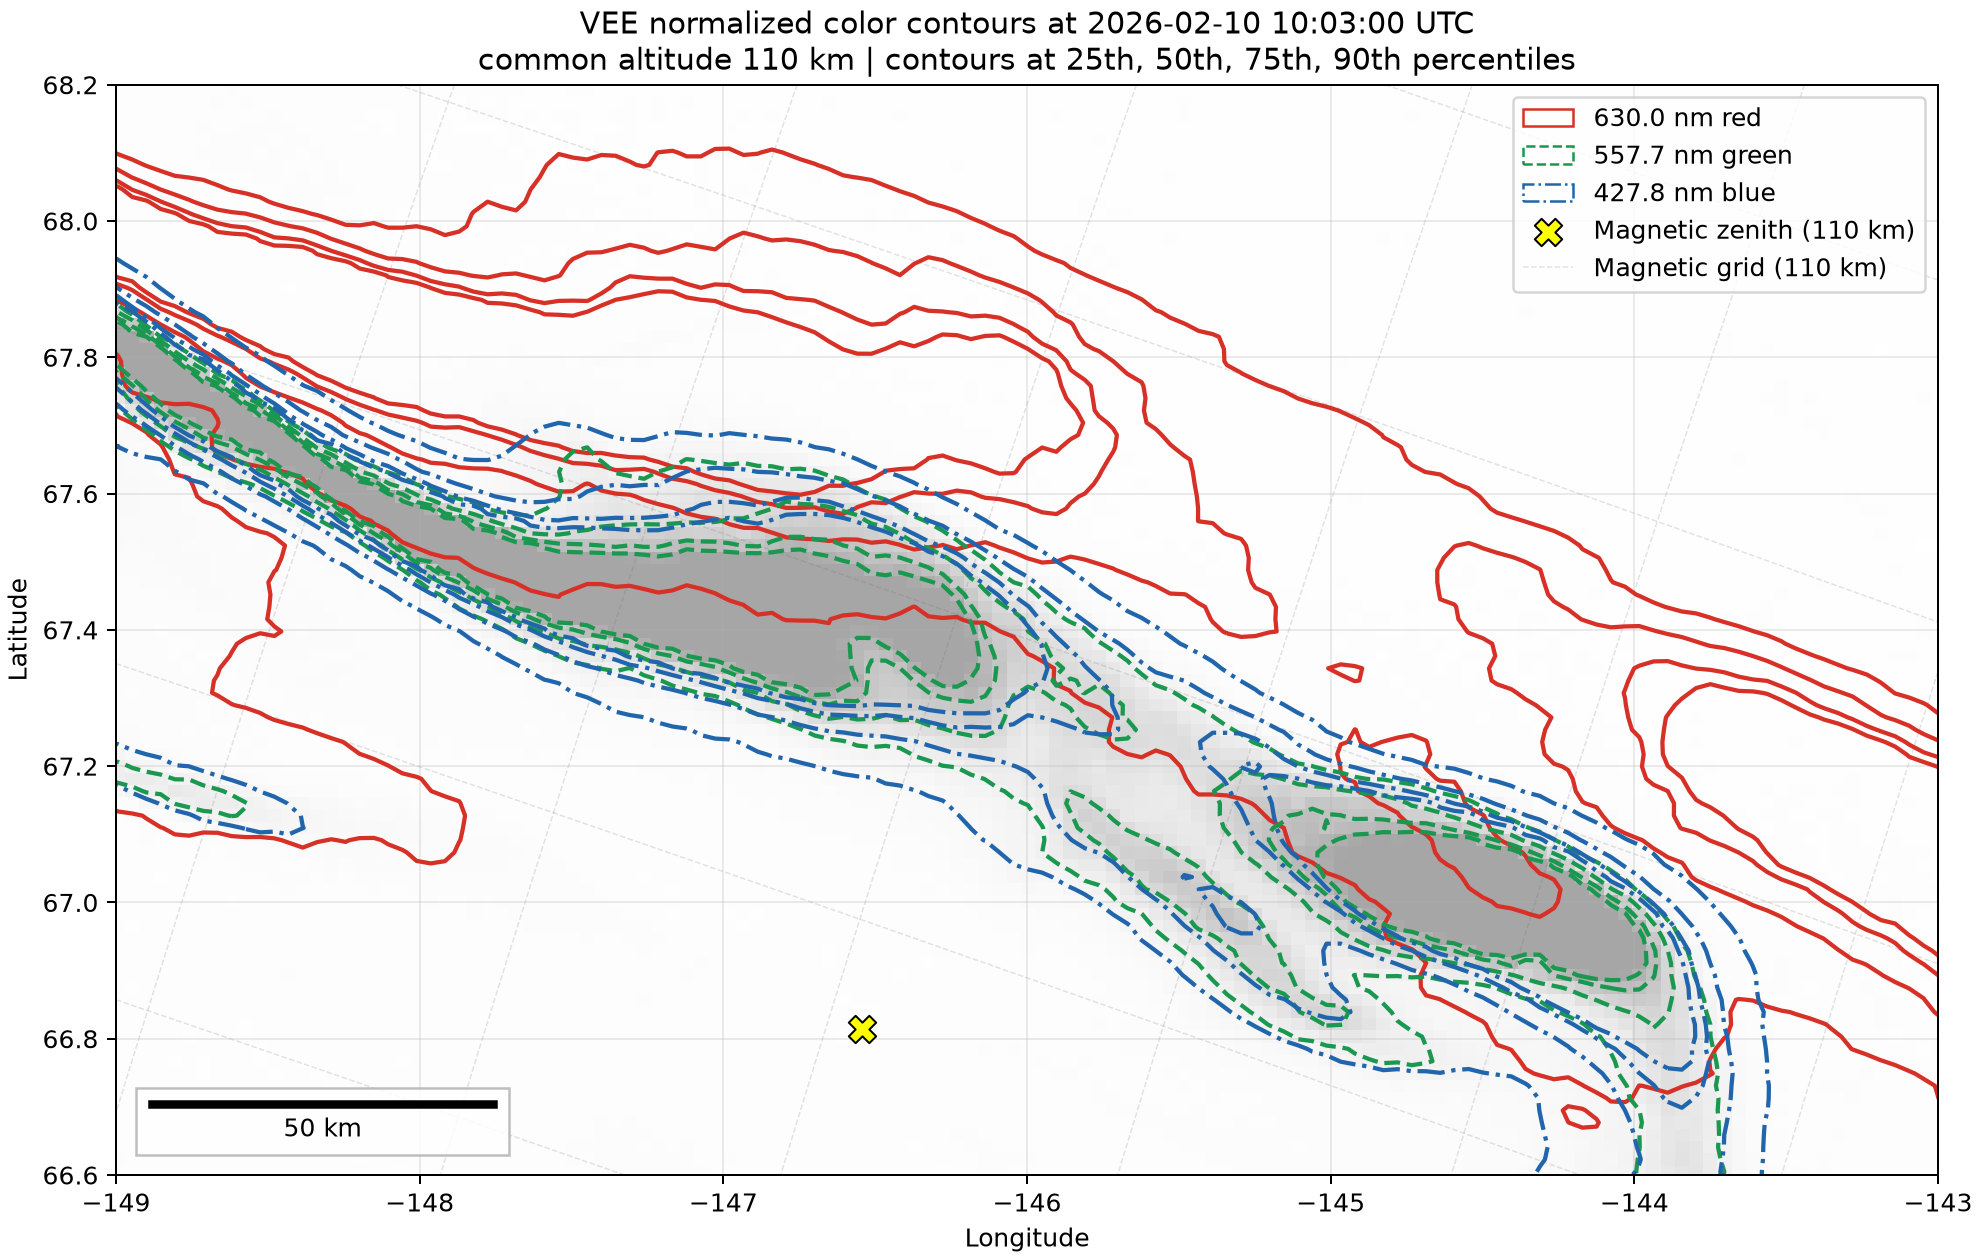 VEE normalized color contours at 2026-02-10 10:03:00 UTC
common altitude 110 km | contours at 25th, 50th, 75th, 90th percentiles
630.0 nm red
557.7 nm green
427.8 nm blue
Magnetic zenith (110 km)
Magnetic grid (110 km)
68.2
68.0
67.8
67.6
67.4
67.2
67.0
66.8
66.6
Latitude
50 km
−149
−148
−147
−146
−145
−144
−143
Longitude